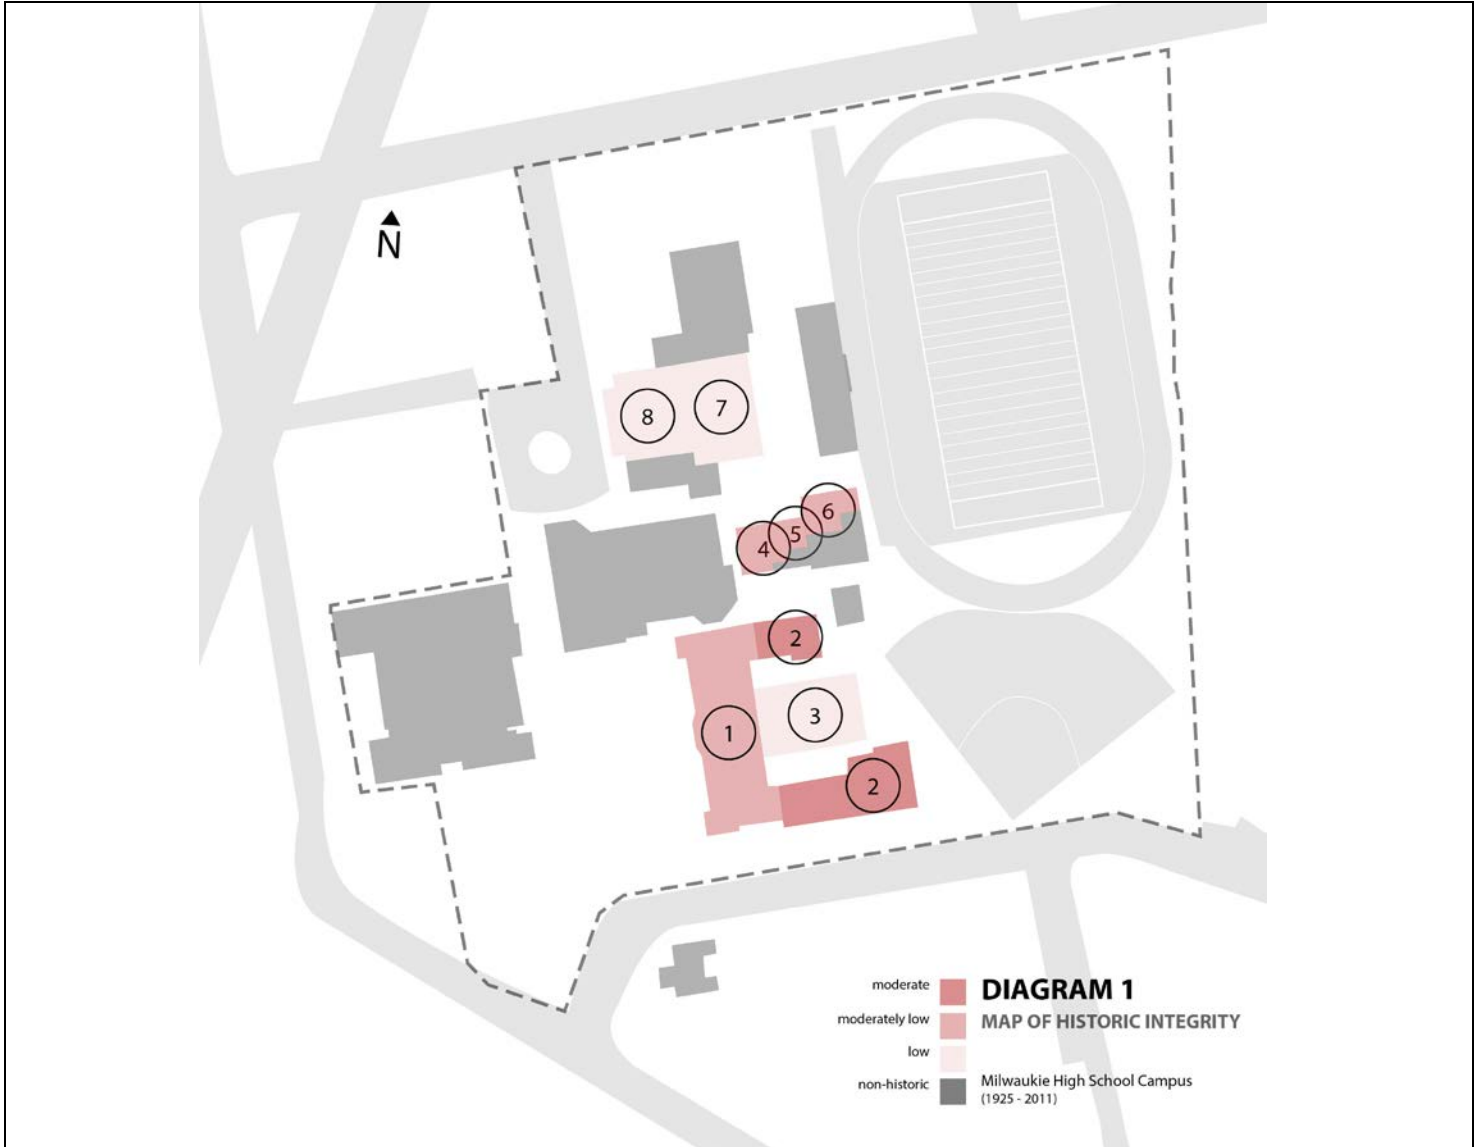 N
8
7
6
5
4
2
3
1
2
moderate
DIAGRAM 1
moderately low
MAP OF HISTORIC INTEGRITY
low
non-historic
Milwaukie High School Campus
(1925 - 2011)